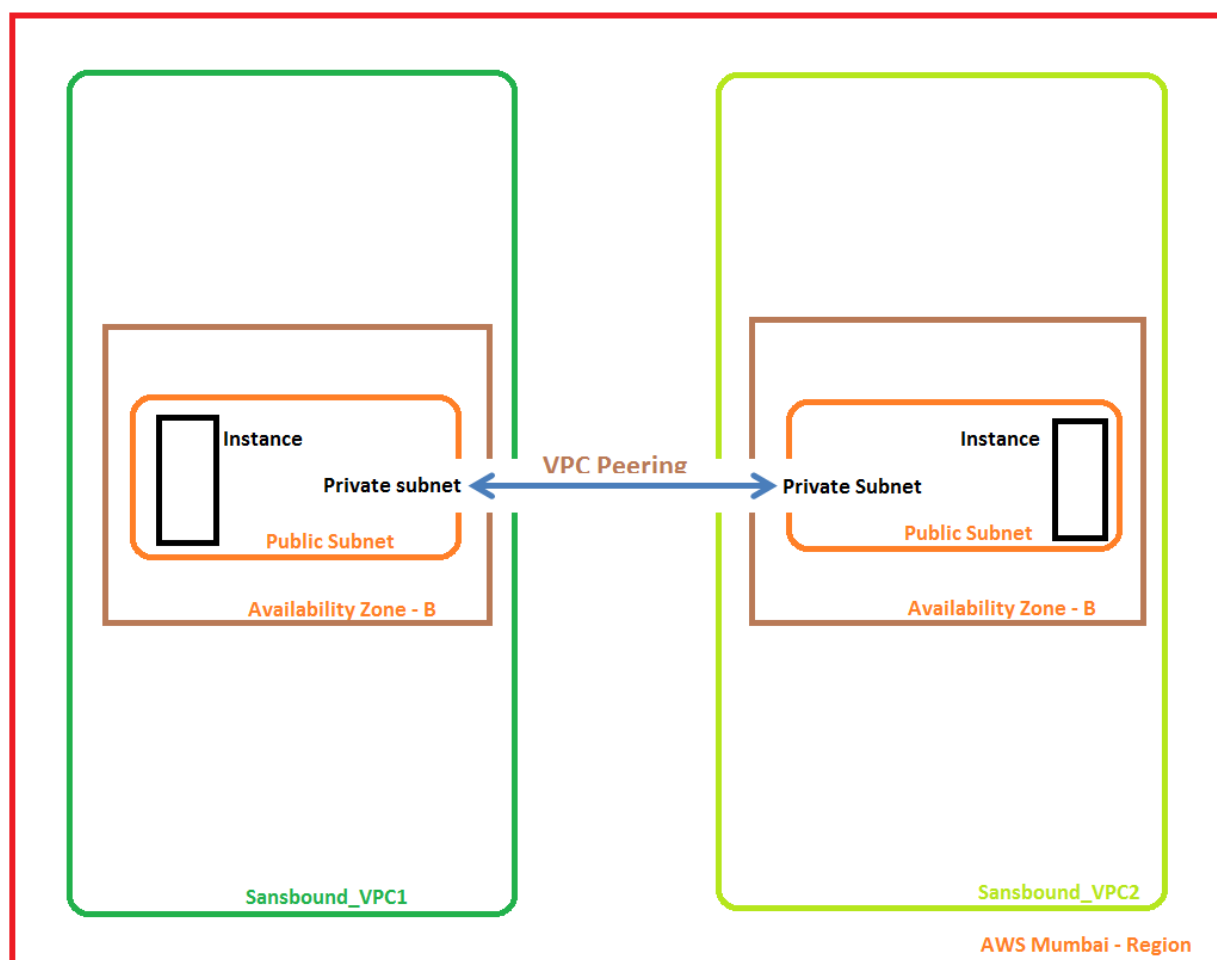 Instance
Private subnet
Public Subnet
Availability Zone - B
Sansbound_VPC1
VPC Peering
Instance
Private Subnet
Public Subnet
Availability Zone - B
Sansbound_VPC2
AWS Mumbai - Region